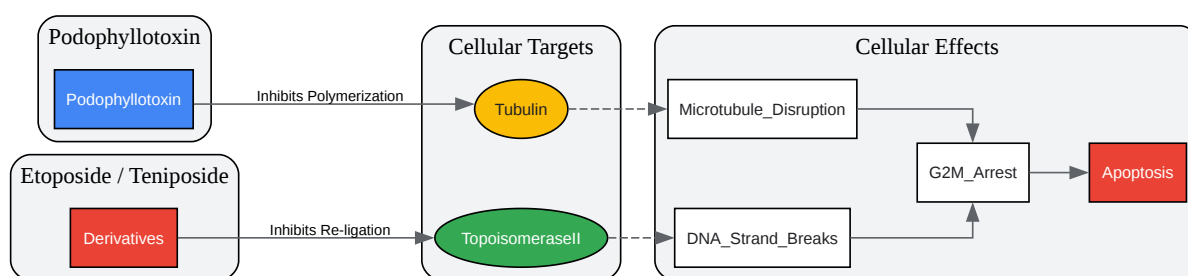 Podophyllotoxin
Cellular Targets
Cellular Effects
Podophyllotoxin
Inhibits Polymerization
Tubulin
Microtubule_Disruption
Etoposide / Teniposide
G2M_Arrest
Apoptosis
Derivatives
Inhibits Re-ligation
TopoisomeraseII
DNA_Strand_Breaks